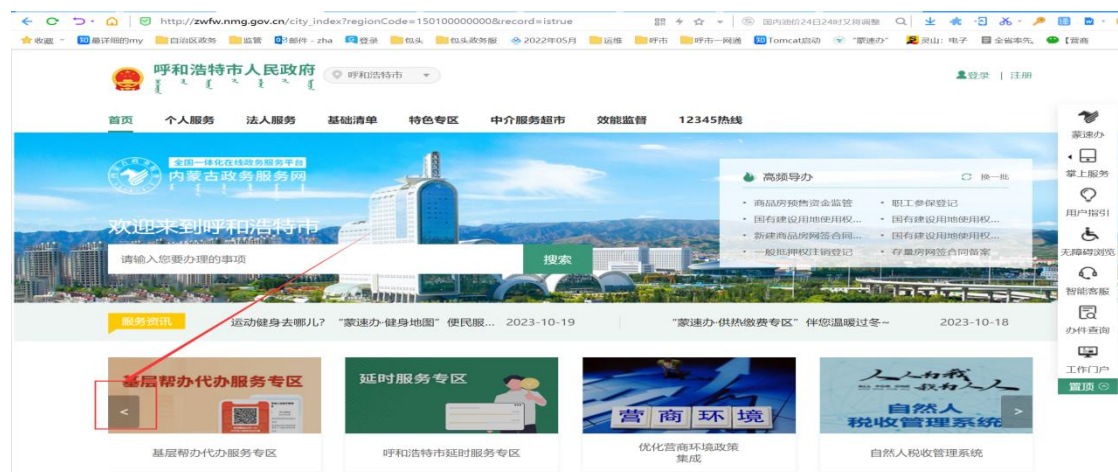 http://zwfw.nmg.gov.cn/city_index?regionCode=150100000000&record=istrue
国内油价24日24时又将调整
收藏
最详细的my
自治区政务
监管
邮件 - zha
登录
包头
包头政务服
2022年05月
运维
呼市
呼市一网通
Tomcat启动
"蒙速办"
灵山：电子
全省率先,
【营商
呼和浩特市人民政府
呼和浩特市
登录 | 注册
首页 个人服务 法人服务 基础清单 特色专区 中介服务超市 效能监督 12345热线
全国一体化在线政务服务平台
内蒙古政务服务网
欢迎来到呼和浩特市
请输入您要办理的事项
搜索
高频导办
换一批
· 商品房预售资金监管
· 职工参保登记
· 国有建设用地使用权...
· 国有建设用地使用权...
· 新建商品房网签合同...
· 国有建设用地使用权...
· 一般抵押权注销登记
· 存量房网签合同备案
服务资讯
运动健身去哪儿？ “蒙速办·健身地图” 便民服... 2023-10-19
“蒙速办·供热缴费专区” 伴您温暖过冬~ 2023-10-18
基层帮办代办服务专区
<
延时服务专区
营商环境
人人为我
我为人人
自然人
税收管理系统
>
基层帮办代办服务专区
呼和浩特市延时服务专区
优化营商环境政策
集成
自然人税收管理系统
蒙速办
掌上服务
用户指引
无障碍浏览
智能客服
办件查询
工作门户
置顶